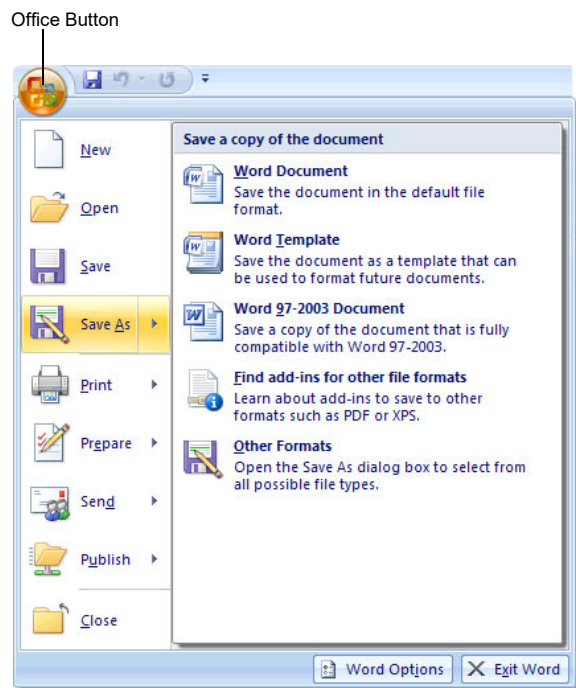 Office Button
New
Open
Save
Save As
Print
Prepare
Send
Publish
Close
Save a copy of the document
Word Document
Save the document in the default file
format.
Word Template
Save the document as a template that can
be used to format future documents.
Word 97-2003 Document
Save a copy of the document that is fully
compatible with Word 97-2003.
Find add-ins for other file formats
Learn about add-ins to save to other
formats such as PDF or XPS.
Other Formats
Open the Save As dialog box to select from
all possible file types.
Word Options
Exit Word